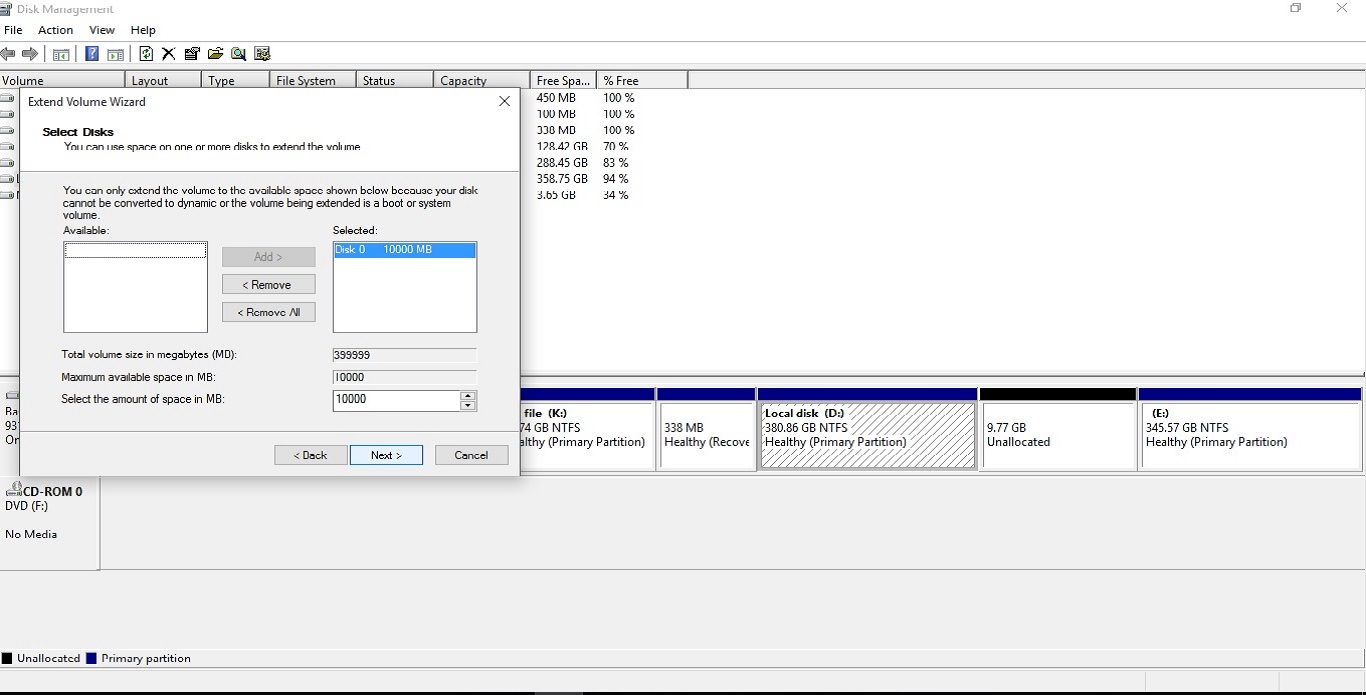 Disk Management
File Action View Help
Volume Layout Type File System Status Capacity Free Spa... % Free
450 MB 100 %
100 MB 100 %
338 MB 100 %
128.42 GB 70 %
288.45 GB 83 %
358.75 GB 94 %
3.65 GB 34 %
Extend Volume Wizard
Select Disks
You can use space on one or more disks to extend the volume
You can only extend the volume to the available space shown below because your disk
cannot be converted to dynamic or the volume being extended is a boot or system
volume.
Available: Selected:
Disk 0 10000 MB
Add >
< Remove
< Remove All
Total volume size in megabytes (MB): 399999
Maximum available space in MB: 10000
Select the amount of space in MB: 10000
< Back Next > Cancel
Ba
93
On
file (K:)
74 GB NTFS
althy (Primary Partition)
338 MB
Healthy (Recove
Local disk (D:)
380.86 GB NTFS
Healthy (Primary Partition)
9.77 GB
Unallocated
(E:)
345.57 GB NTFS
Healthy (Primary Partition)
CD-ROM 0
DVD (F:)
No Media
Unallocated Primary partition